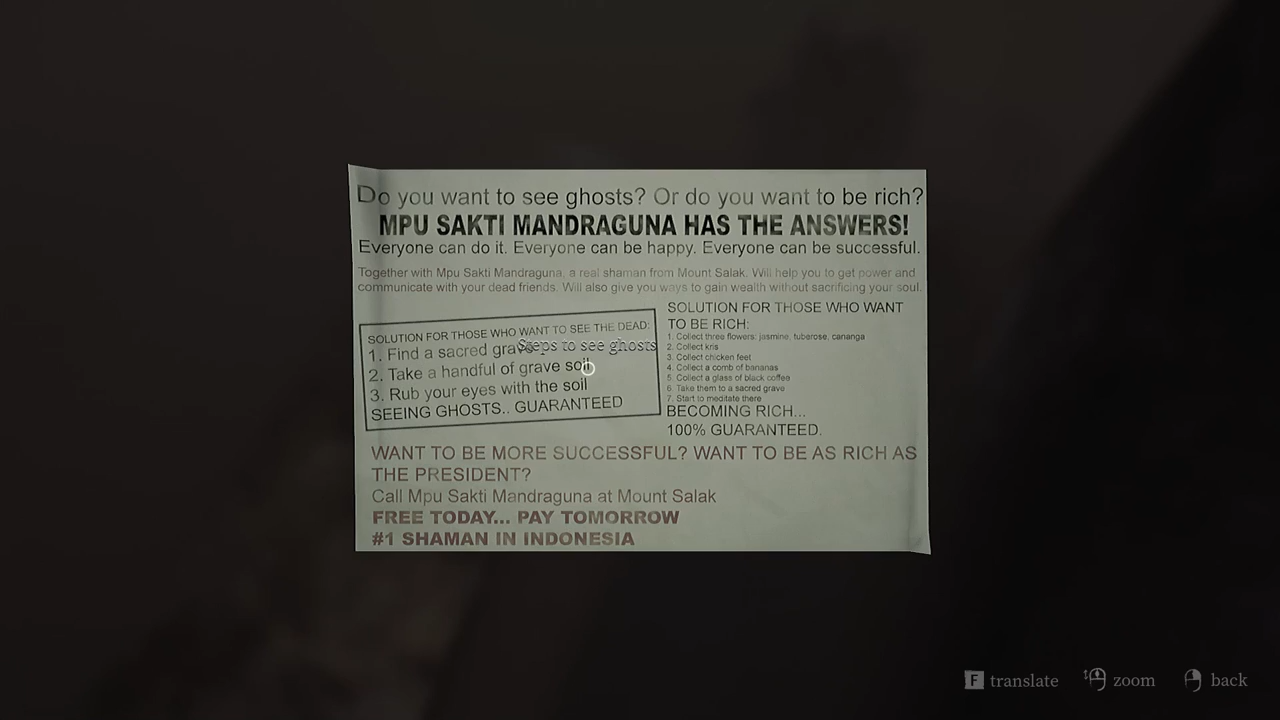 Do you want to see ghosts? Or do you want to be rich?
MPU SAKTI MANDRAGUNA HAS THE ANSWERS!
Everyone can do it. Everyone can be happy. Everyone can be successful.
Together with Mpu Sakti Mandraguna, a real shaman from Mount Salak. Will help you to get power and
communicate with your dead friends. Will also give you ways to gain wealth without sacrificing your soul.
SOLUTION FOR THOSE WHO WANT TO SEE THE DEAD:
1. Find a sacred grave
Steps to see ghosts
2. Take a handful of grave soil
3. Rub your eyes with the soil
SEEING GHOSTS.. GUARANTEED
SOLUTION FOR THOSE WHO WANT
TO BE RICH:
1. Collect three flowers: jasmine, tuberose, cananga
2. Collect kris
3. Collect chicken feet
4. Collect a comb of bananas
5. Collect a glass of black coffee
6. Take them to a sacred grave
7. Start to meditate there
BECOMING RICH...
100% GUARANTEED.
WANT TO BE MORE SUCCESSFUL? WANT TO BE AS RICH AS
THE PRESIDENT?
Call Mpu Sakti Mandraguna at Mount Salak
FREE TODAY... PAY TOMORROW
#1 SHAMAN IN INDONESIA
F translate zoom back